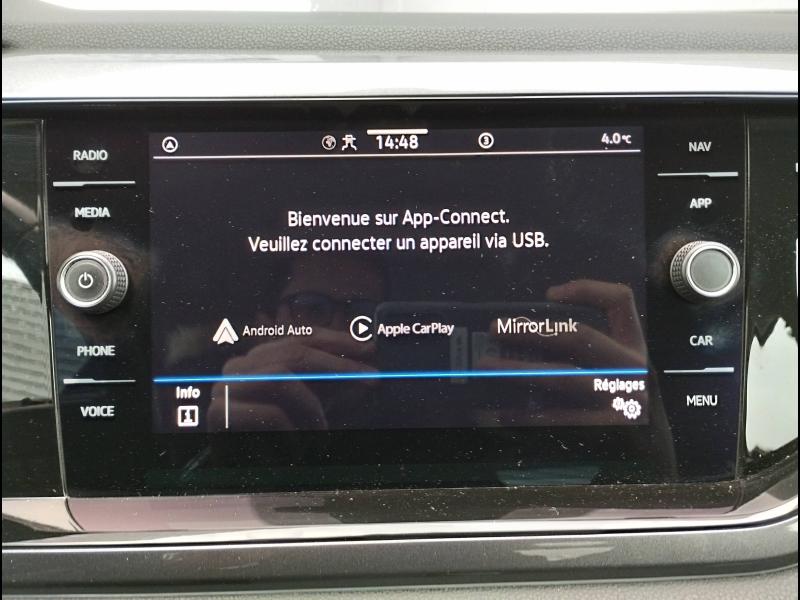 14:48
3
4.0°C
RADIO
MEDIA
PHONE
VOICE
Bienvenue sur App-Connect.
Veuillez connecter un appareil via USB.
Android Auto
Apple CarPlay
MirrorLink
Info
Réglages
NAV
APP
CAR
MENU